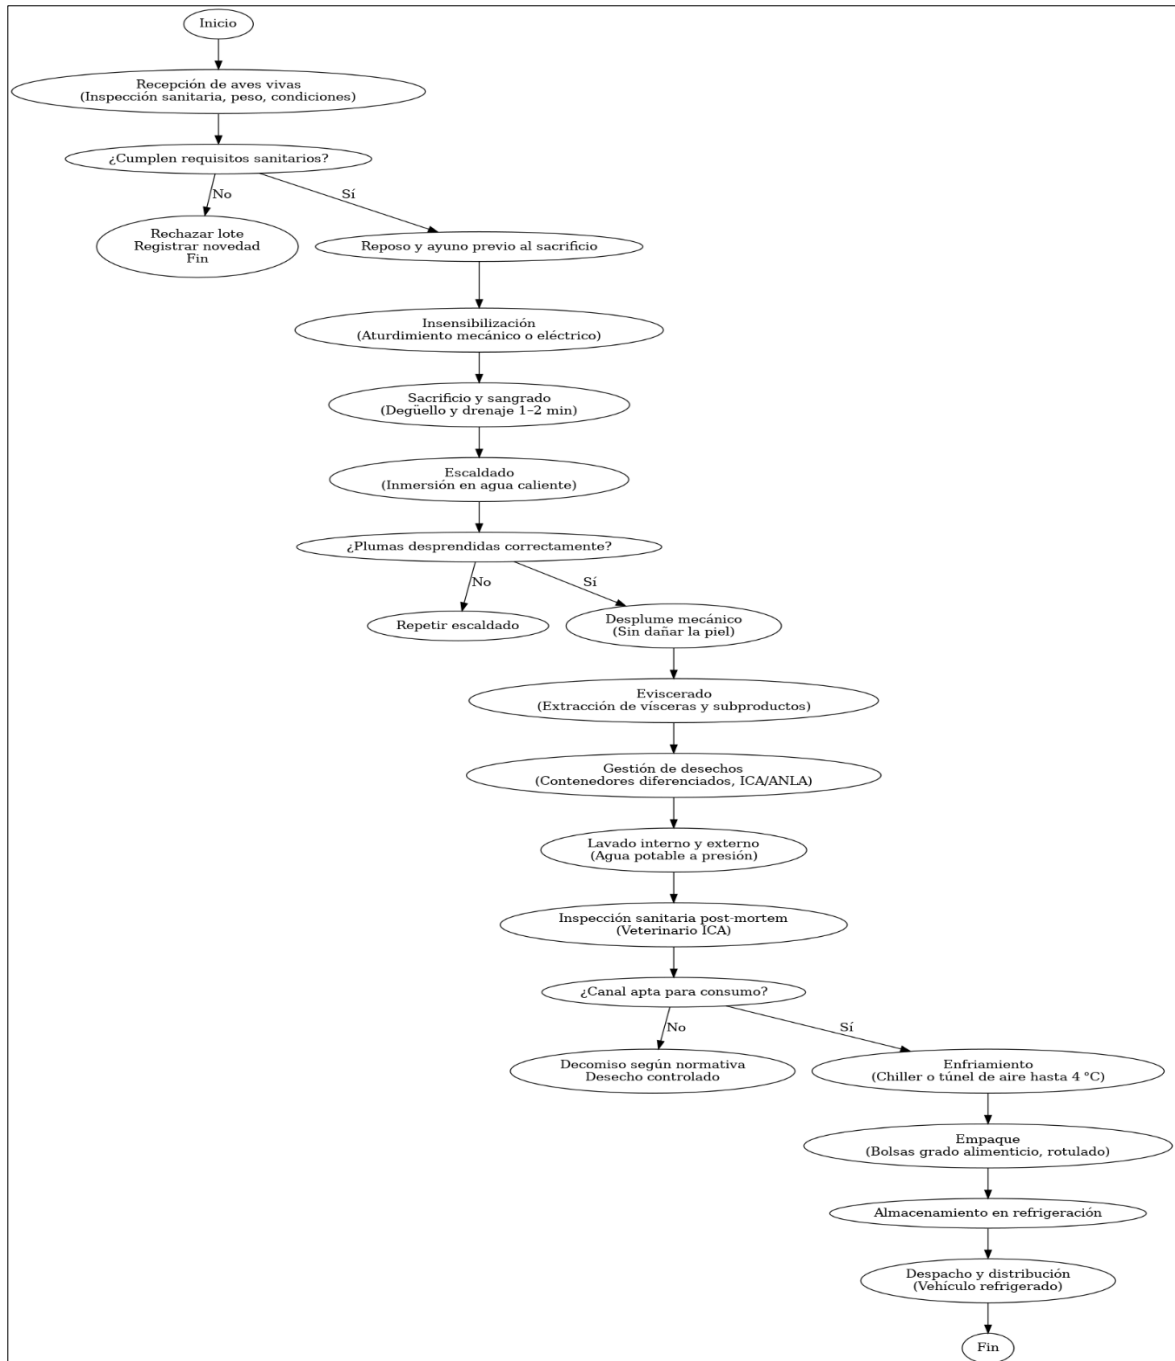 Inicio
Recepción de aves vivas
(Inspección sanitaria, peso, condiciones)
¿Cumplen requisitos sanitarios?
No
Sí
Rechazar lote
Registrar novedad
Fin
Reposo y ayuno previo al sacrificio
Insensibilización
(Aturdimiento mecánico o eléctrico)
Sacrificio y sangrado
(Degüello y drenaje 1–2 min)
Escaldado
(Inmersión en agua caliente)
¿Plumas desprendidas correctamente?
No
Sí
Repetir escaldado
Desplume mecánico
(Sin dañar la piel)
Eviscerado
(Extracción de vísceras y subproductos)
Gestión de desechos
(Contenedores diferenciados, ICA/ANLA)
Lavado interno y externo
(Agua potable a presión)
Inspección sanitaria post-mortem
(Veterinario ICA)
¿Canal apta para consumo?
No
Sí
Decomiso según normativa
Desecho controlado
Enfriamiento
(Chiller o túnel de aire hasta 4 °C)
Empaque
(Bolsas grado alimenticio, rotulado)
Almacenamiento en refrigeración
Despacho y distribución
(Vehículo refrigerado)
Fin